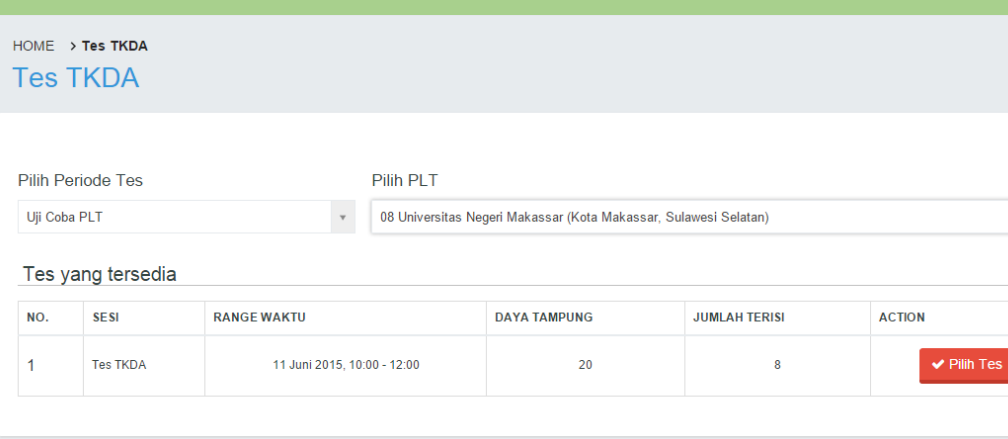 HOME > Tes TKDA
Tes TKDA
Pilih Periode Tes Pilih PLT
Uji Coba PLT 08 Universitas Negeri Makassar (Kota Makassar, Sulawesi Selatan)
Tes yang tersedia
NO. SESI RANGE WAKTU DAYA TAMPUNG JUMLAH TERISI ACTION
1 Tes TKDA 11 Juni 2015, 10:00 - 12:00 20 8 Pilih Tes